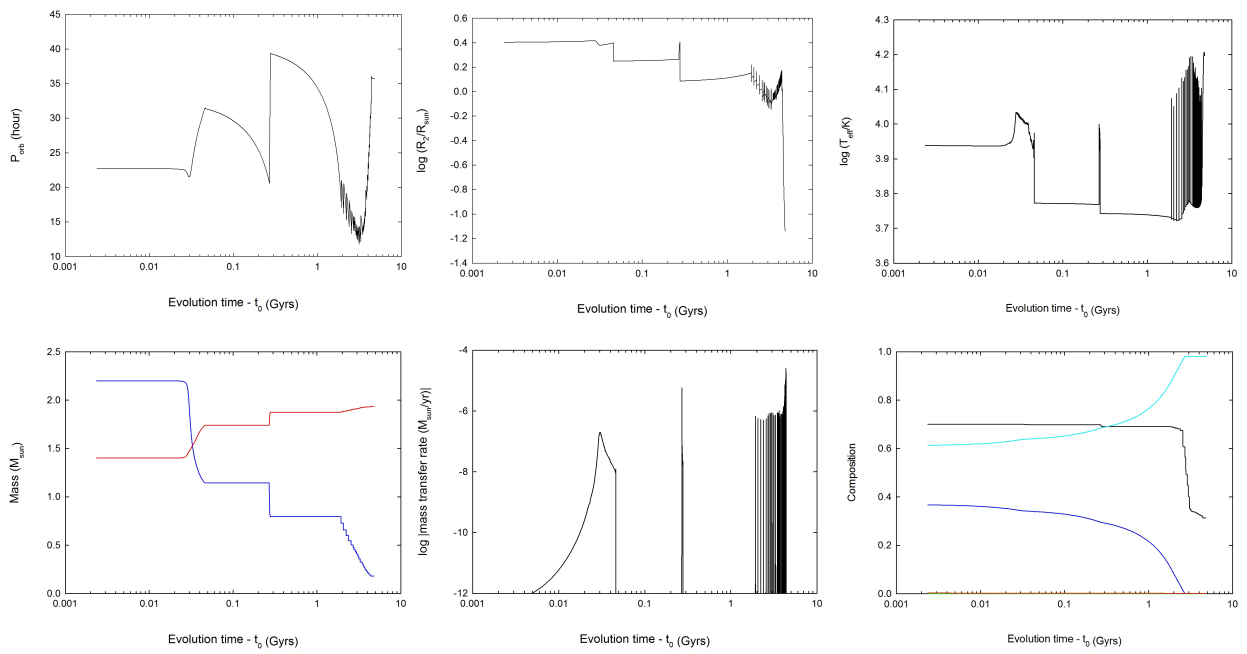 45
40
35
30
25
20
15
10
P_orb (hour)
0.001 0.01 0.1 1 10
Evolution time - t_0 (Gyrs)
0.6
0.4
0.2
0.0
-0.2
-0.4
-0.6
-0.8
-1.0
-1.2
-1.4
log (R_2/R_sun)
0.001 0.01 0.1 1 10
Evolution time - t_0 (Gyrs)
4.3
4.2
4.1
4.0
3.9
3.8
3.7
3.6
log (T_eff/K)
0.001 0.01 0.1 1 10
Evolution time - t_0 (Gyrs)
2.5
2.0
1.5
1.0
0.5
0.0
Mass (M_sun)
0.001 0.01 0.1 1 10
Evolution time - t_0 (Gyrs)
-4
-6
-8
-10
-12
log |mass transfer rate (M_sun/yr)|
0.001 0.01 0.1 1 10
Evolution time - t_0 (Gyrs)
1.0
0.8
0.6
0.4
0.2
0.0
Composition
0.001 0.01 0.1 1 10
Evolution time - t_0 (Gyrs)